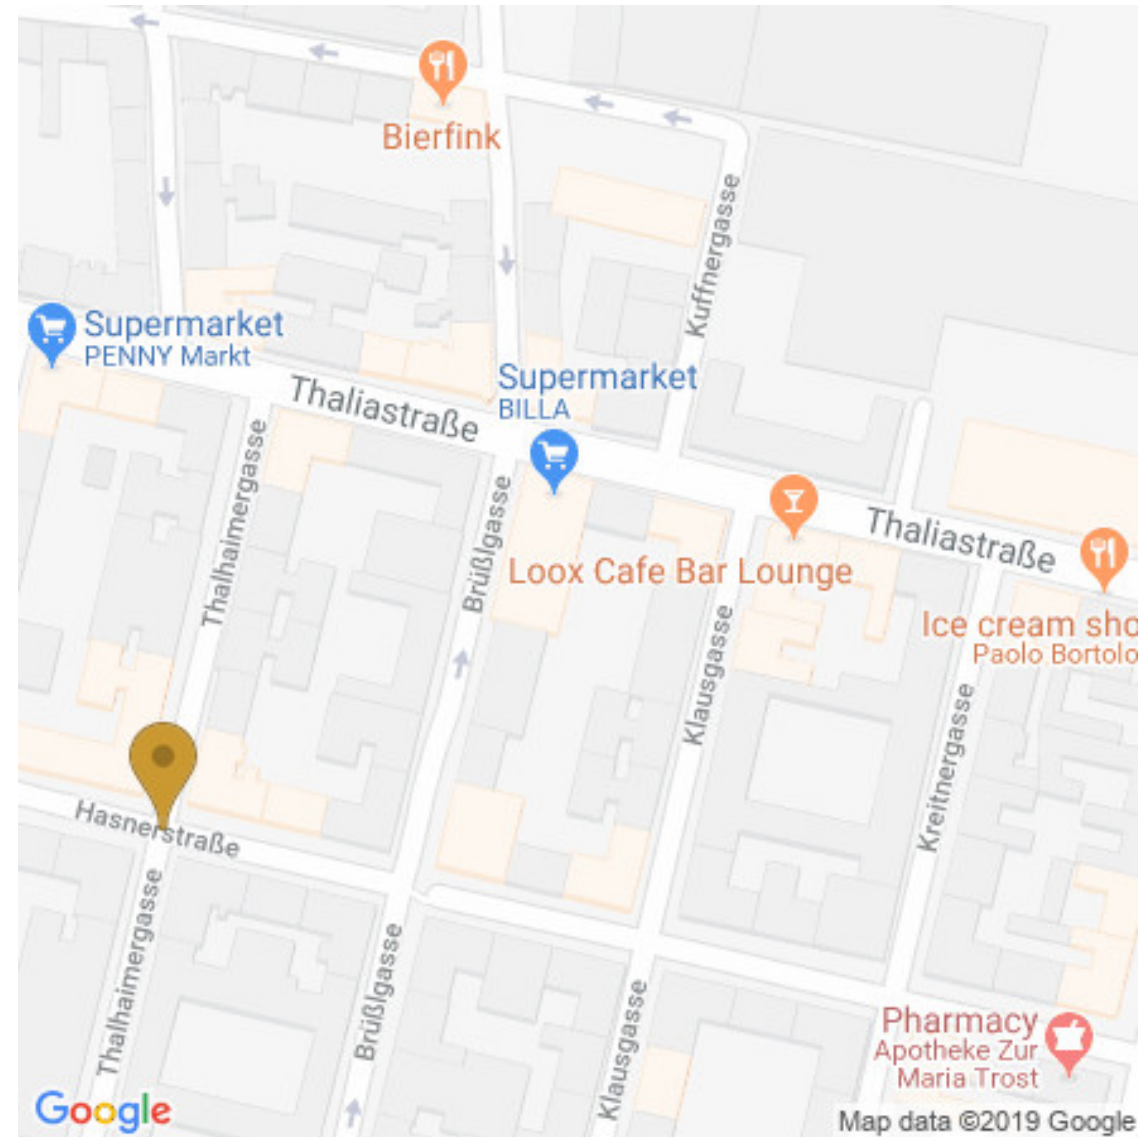 Bierfink
Kuffnergasse
Supermarket
PENNY Markt
Thaliastraße
Supermarket
BILLA
Thalhaimergasse
Brüßlgasse
Loox Cafe Bar Lounge
Thaliastraße
Ice cream sho
Paolo Bortolo
Klausgasse
Kreitnergasse
Hasnerstraße
Thalhaimergasse
Brüßlgasse
Klausgasse
Pharmacy
Apotheke Zur
Maria Trost
Google
Map data ©2019 Google